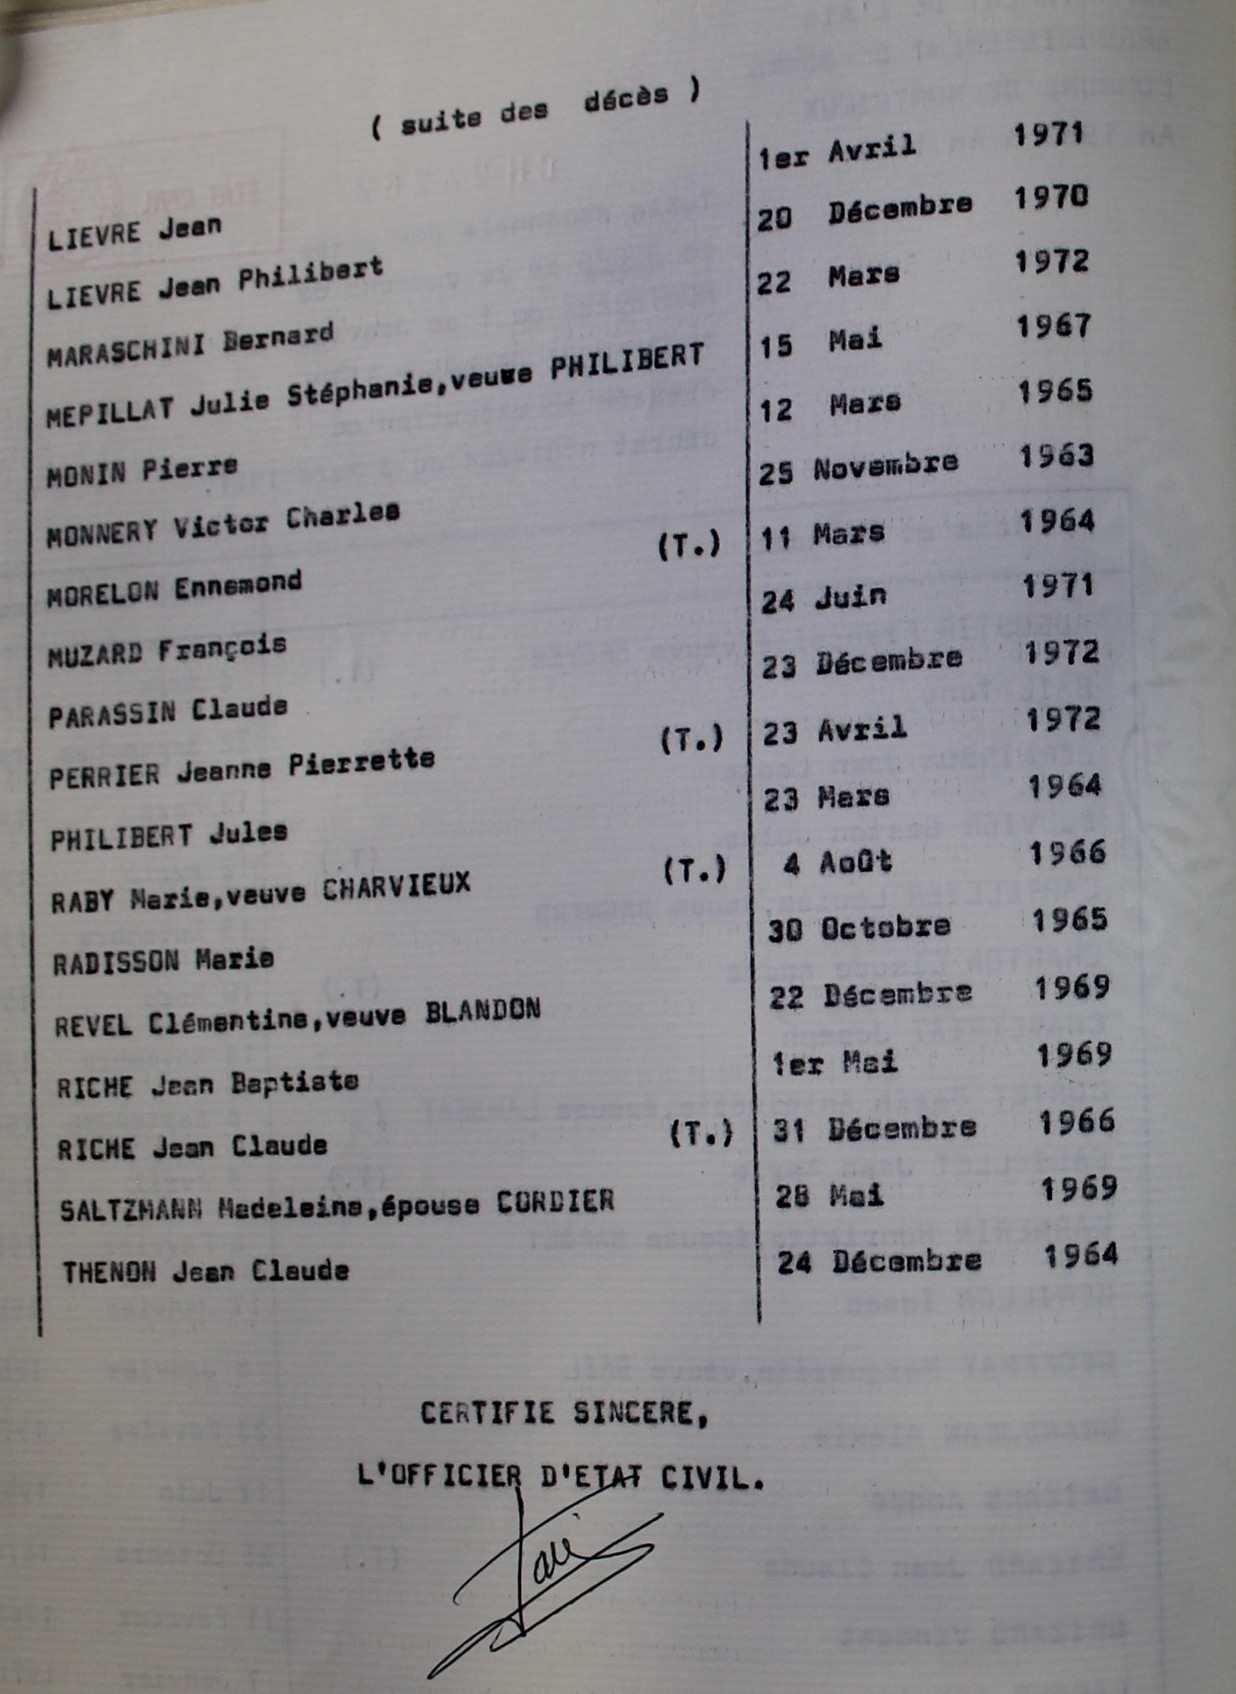 ( suite des décès )
LIEVRE Jean 1er Avril 1971
LIEVRE Jean Philibert 20 Décembre 1970
MARASCHINI Bernard 22 Mars 1972
MEPILLAT Julie Stéphanie,veuve PHILIBERT 15 Mai 1967
MONIN Pierre 12 Mars 1965
MONNERY Victor Charles 25 Novembre 1963
MORELON Ennemond (T.) 11 Mars 1964
MUZARD François 24 Juin 1971
PARASSIN Claude 23 Décembre 1972
PERRIER Jeanne Pierrette (T.) 23 Avril 1972
PHILIBERT Jules 23 Mars 1964
RABY Marie,veuve CHARVIEUX (T.) 4 Août 1966
RADISSON Marie 30 Octobre 1965
REVEL Clémentine,veuve BLANDON 22 Décembre 1969
RICHE Jean Baptiste 1er Mai 1969
RICHE Jean Claude (T.) 31 Décembre 1966
SALTZMANN Madeleine,épouse CORDIER 28 Mai 1969
THENON Jean Claude 24 Décembre 1964
CERTIFIE SINCERE,
L'OFFICIER D'ETAT CIVIL.